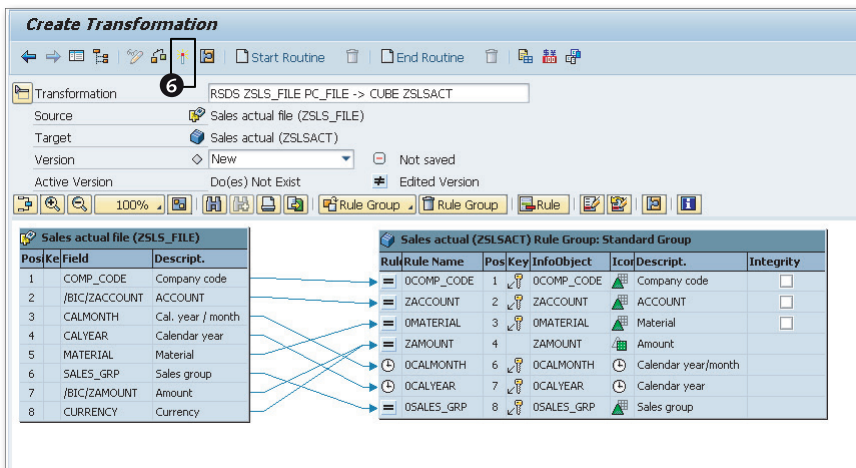 Create Transformation
Start Routine End Routine
6
Transformation RSDS ZSLS_FILE PC_FILE -> CUBE ZSLSACT
Source Sales actual file (ZSLS_FILE)
Target Sales actual (ZSLSACT)
Version New Not saved
Active Version Do(es) Not Exist Edited Version
100% Rule Group Rule Group Rule
Sales actual file (ZSLS_FILE)
Posi Ke Field Descript.
1 COMP_CODE Company code
2 /BIC/ZACCOUNT ACCOUNT
3 CALMONTH Cal. year / month
4 CALYEAR Calendar year
5 MATERIAL Material
6 SALES_GRP Sales group
7 /BIC/ZAMOUNT Amount
8 CURRENCY Currency
Sales actual (ZSLSACT) Rule Group: Standard Group
Rule Rule Name Pos Key InfoObject Icon Descript. Integrity
0COMP_CODE 1 0COMP_CODE Company code
ZACCOUNT 2 ZACCOUNT ACCOUNT
0MATERIAL 3 0MATERIAL Material
ZAMOUNT 4 ZAMOUNT Amount
0CALMONTH 6 0CALMONTH Calendar year/month
0CALYEAR 7 0CALYEAR Calendar year
0SALES_GRP 8 0SALES_GRP Sales group